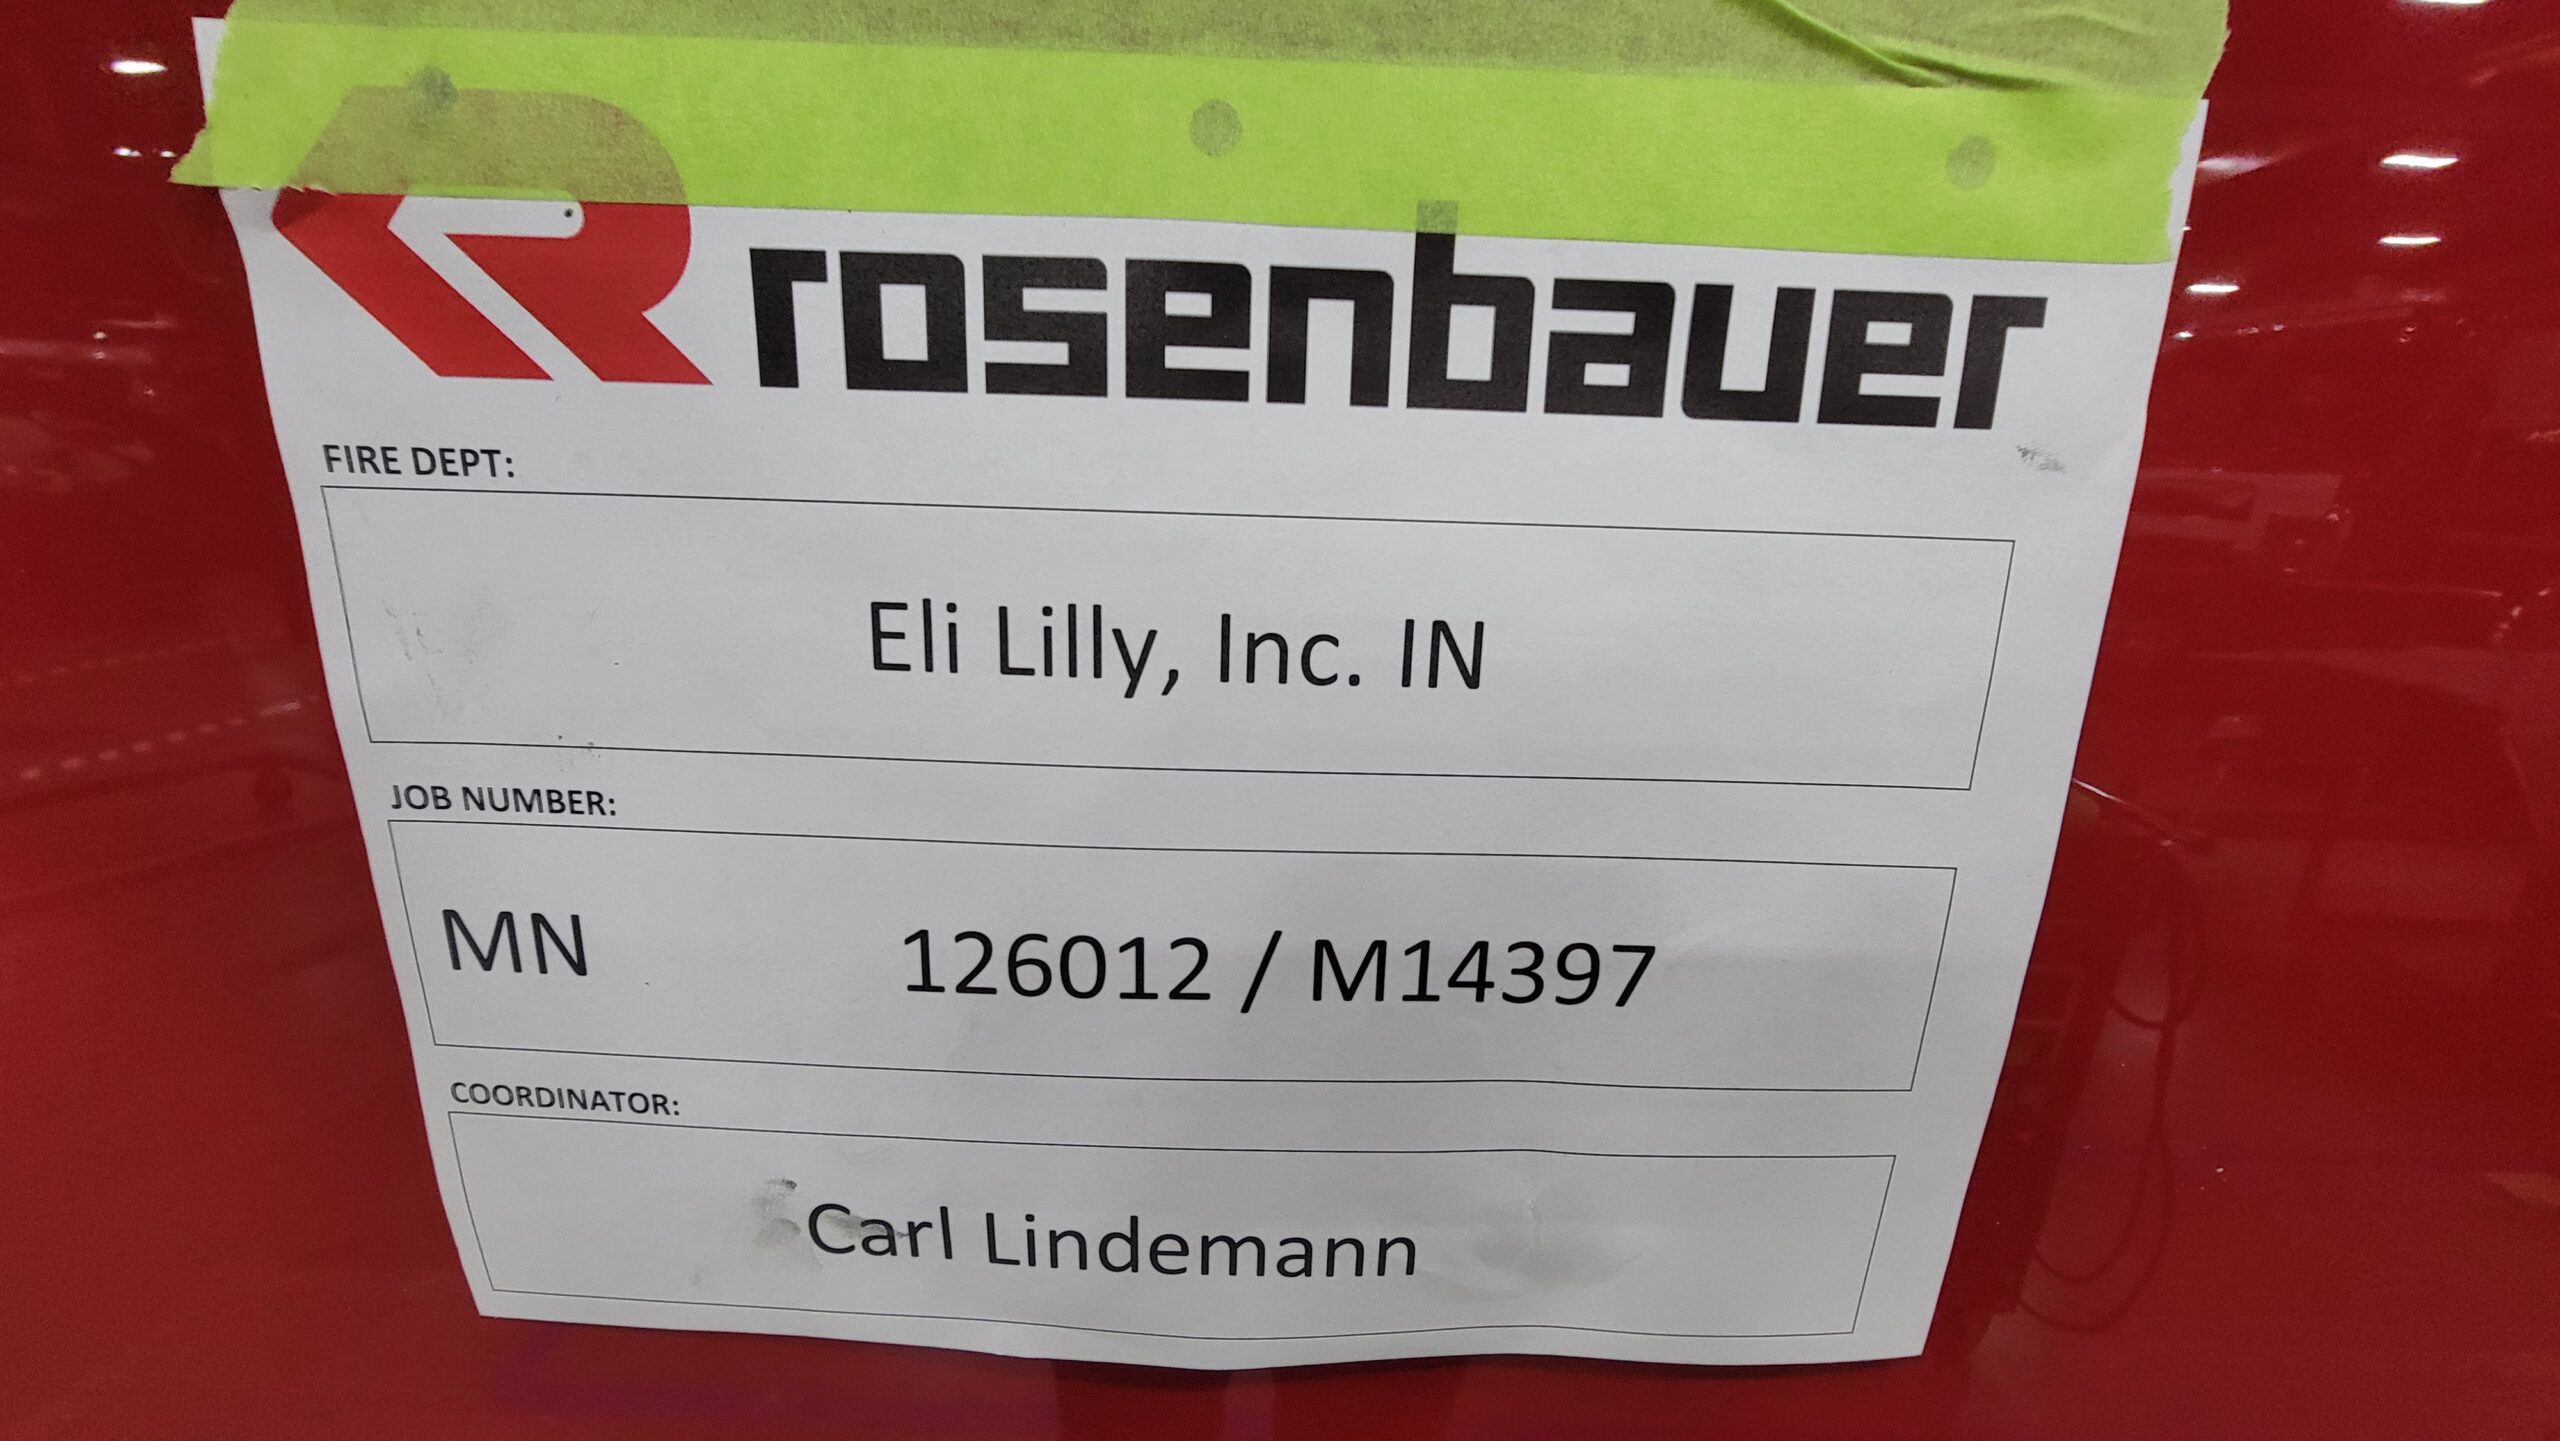 rosenbauer
FIRE DEPT:
Eli Lilly, Inc. IN
JOB NUMBER:
MN 126012 / M14397
COORDINATOR:
Carl Lindemann